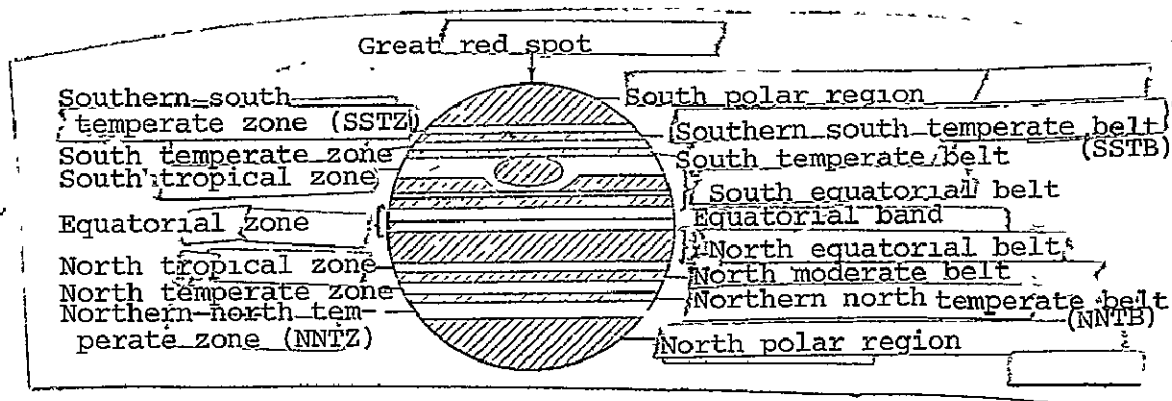 Great red spot
Southern south
temperate zone (SSTZ)
South temperate zone
South tropical zone
Equatorial zone
North tropical zone
North temperate zone
Northern north tem-
perate zone (NNTZ)
South polar region
Southern south temperate belt
(SSTB)
South temperate belt
South equatorial belt
Equatorial band
North equatorial belt
North moderate belt
Northern north temperate belt
(NNTB)
North polar region